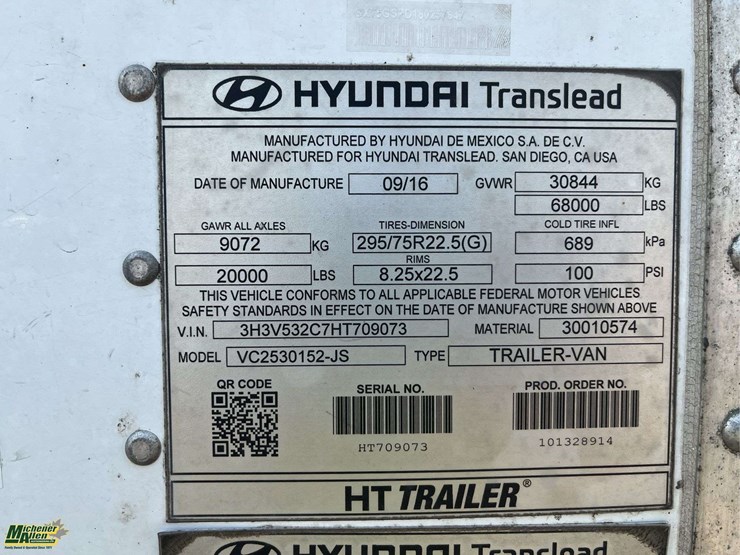 HYUNDAI Translead
MANUFACTURED BY HYUNDAI DE MEXICO S.A. DE C.V.
MANUFACTURED FOR HYUNDAI TRANSLEAD. SAN DIEGO, CA USA
DATE OF MANUFACTURE 09/16 GVWR 30844 KG
68000 LBS
GAWR ALL AXLES TIRES-DIMENSION COLD TIRE INFL
9072 KG 295/75R22.5(G) 689 kPa
RIMS
20000 LBS 8.25x22.5 100 PSI
THIS VEHICLE CONFORMS TO ALL APPLICABLE FEDERAL MOTOR VEHICLES
SAFETY STANDARDS IN EFFECT ON THE DATE OF MANUFACTURE SHOWN ABOVE
V.I.N. 3H3V532C7HT709073 MATERIAL 30010574
MODEL VC2530152-JS TYPE TRAILER-VAN
QR CODE SERIAL NO. PROD. ORDER NO.
HT709073 101328914
HT TRAILER®
Michener
Allen
HYUNDAI Translead